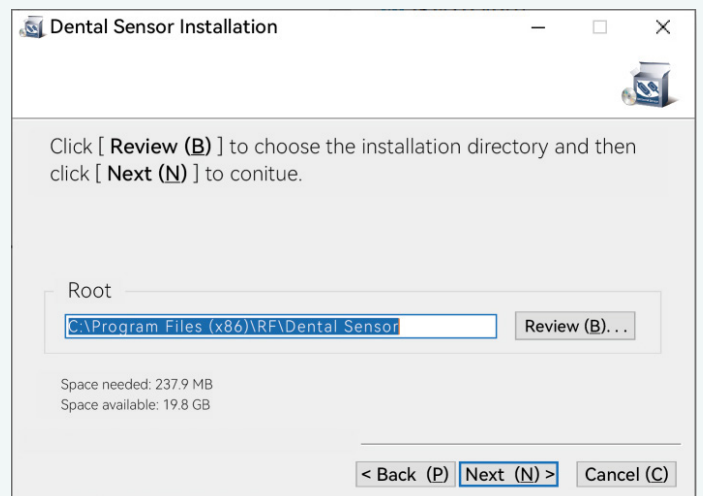 Dental Sensor Installation
Click [ Review (B) ] to choose the installation directory and then
click [ Next (N) ] to conitue.
Root
C:\Program Files (x86)\RF\Dental Sensor
Review (B)...
Space needed: 237.9 MB
Space available: 19.8 GB
< Back (P) Next (N) > Cancel (C)